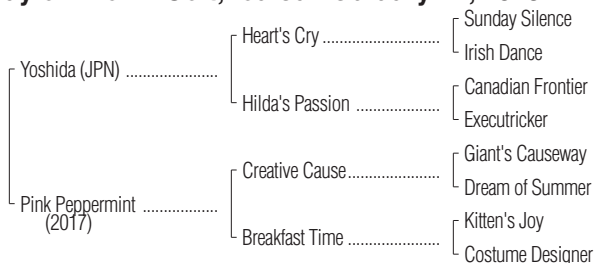 Sunday Silence
Heart's Cry
Irish Dance
Yoshida (JPN)
Canadian Frontier
Hilda's Passion
Executricker
Giant's Causeway
Creative Cause
Dream of Summer
Pink Peppermint
(2017)
Kitten's Joy
Breakfast Time
Costume Designer